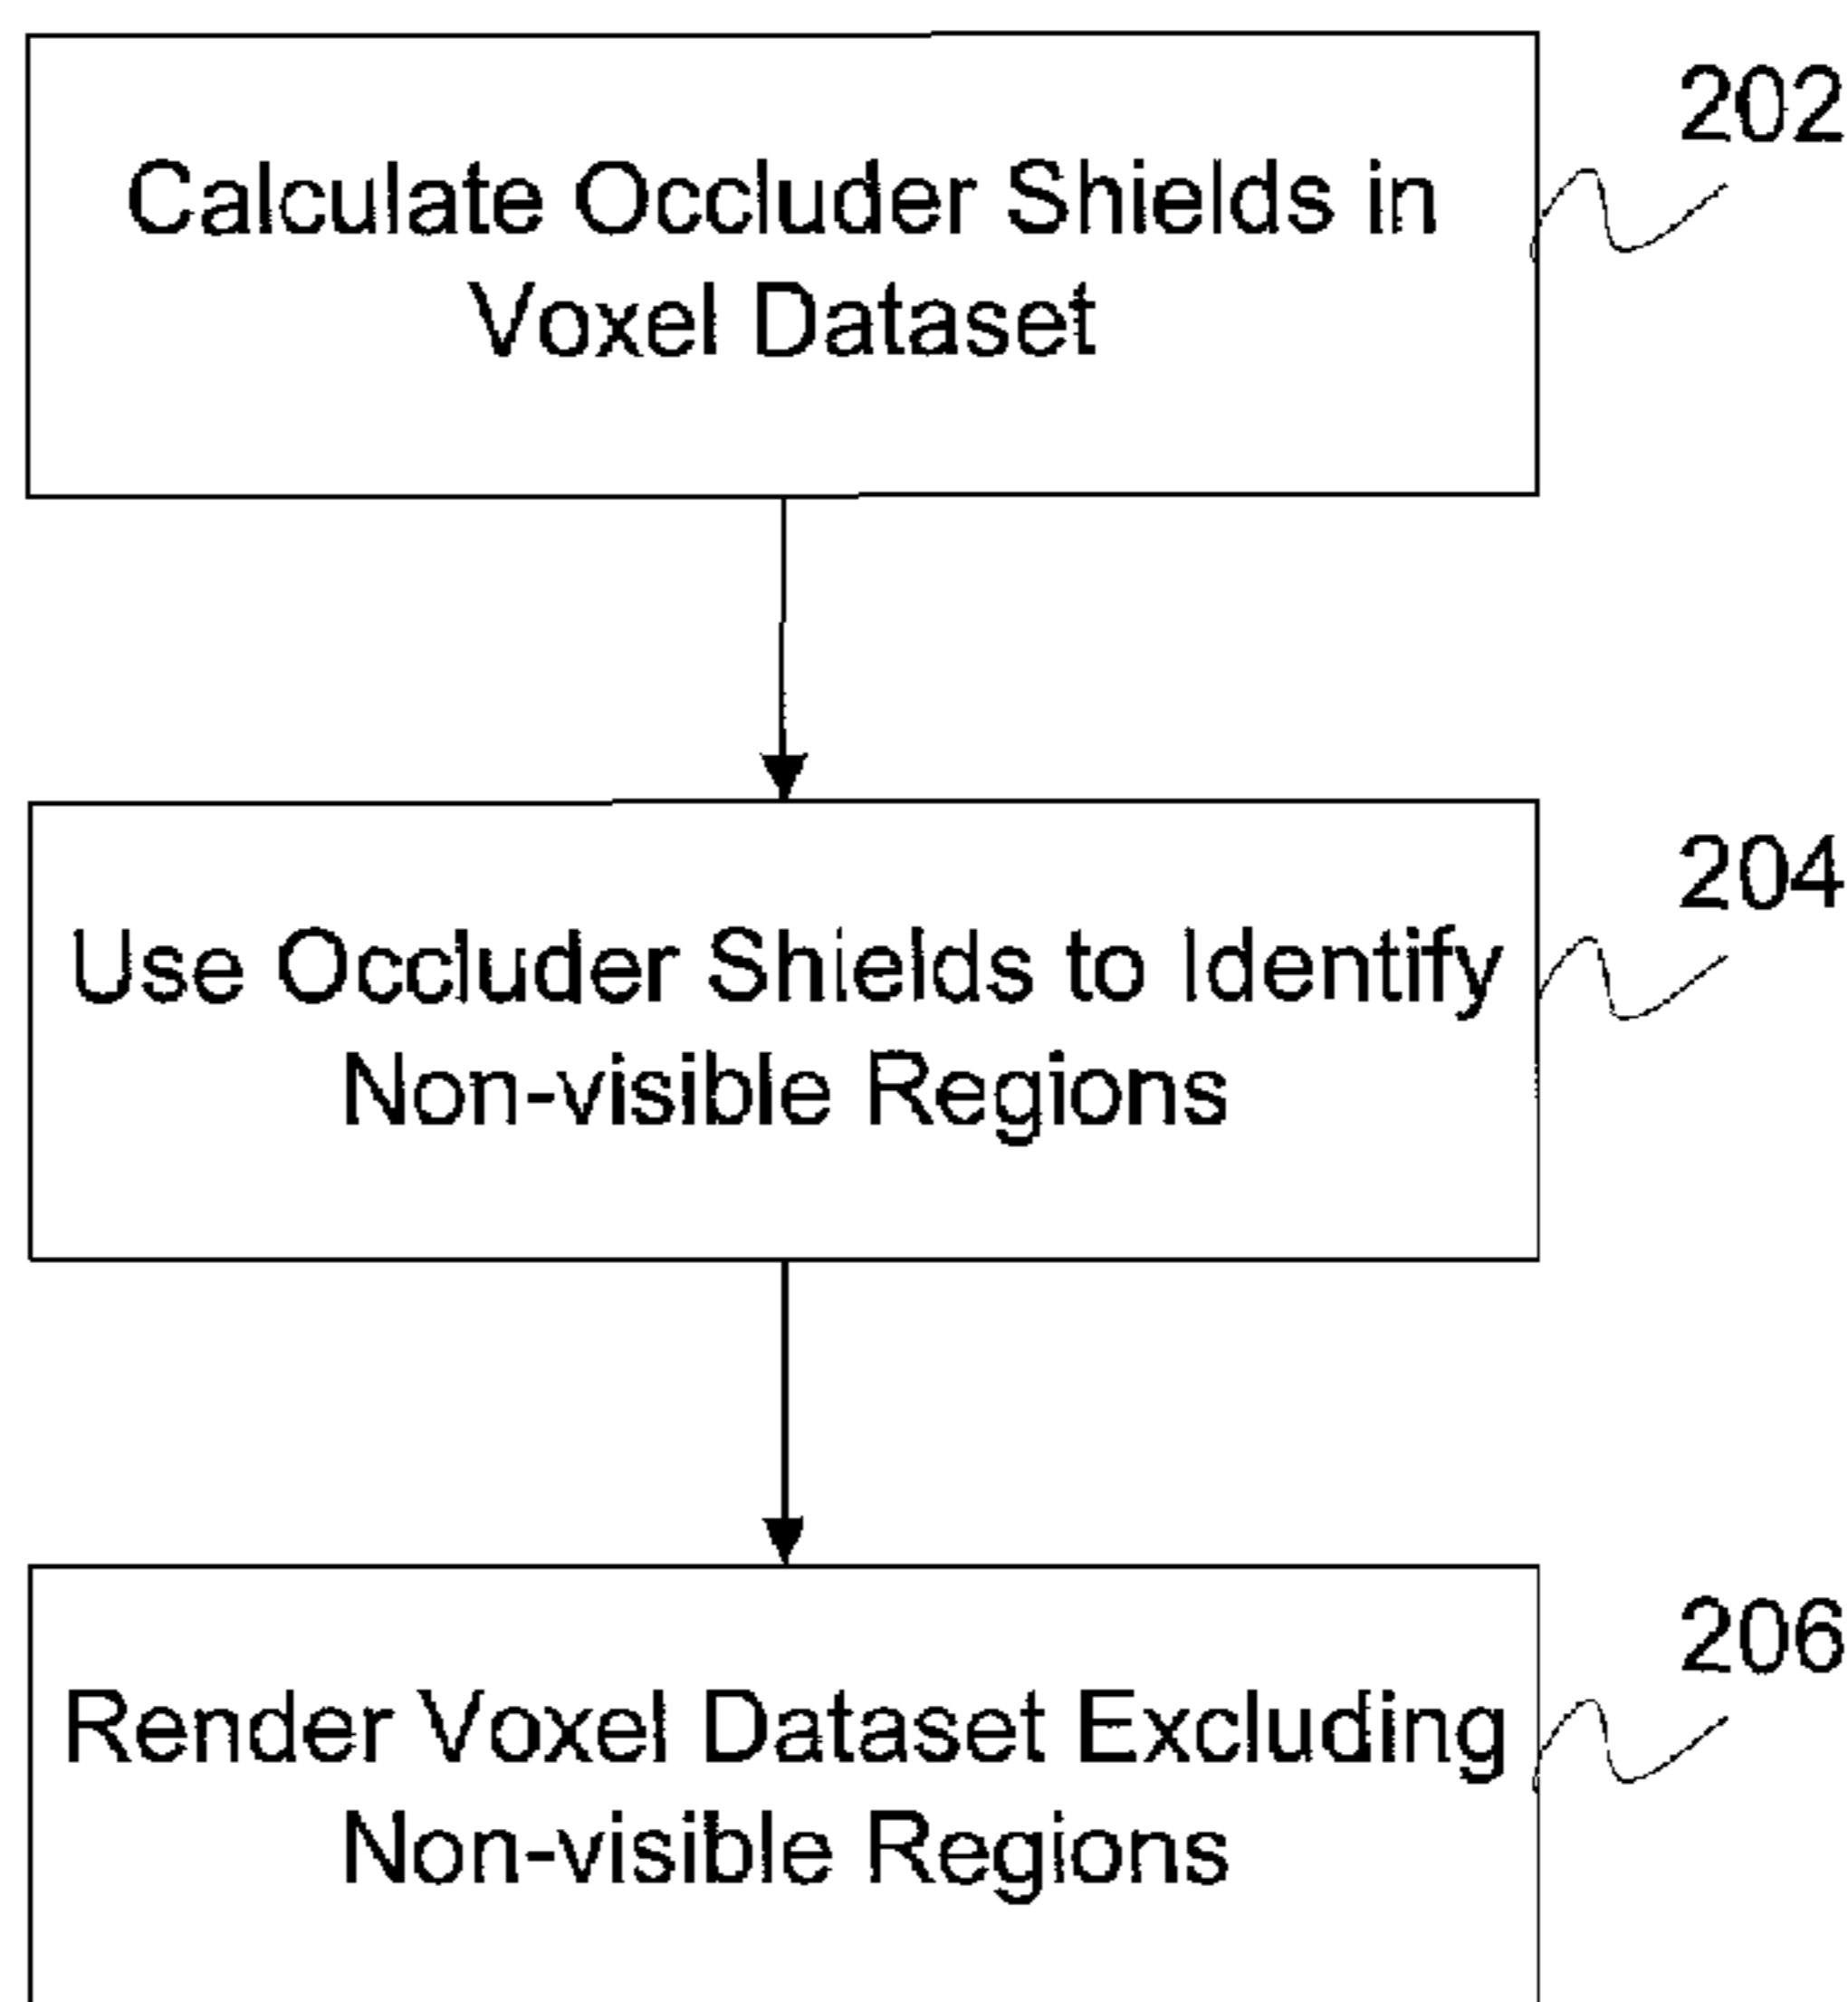 202
Calculate Occluder Shields in
Voxel Dataset
204
Use Occluder Shields to Identify
Non-visible Regions
206
Render Voxel Dataset Excluding
Non-visible Regions